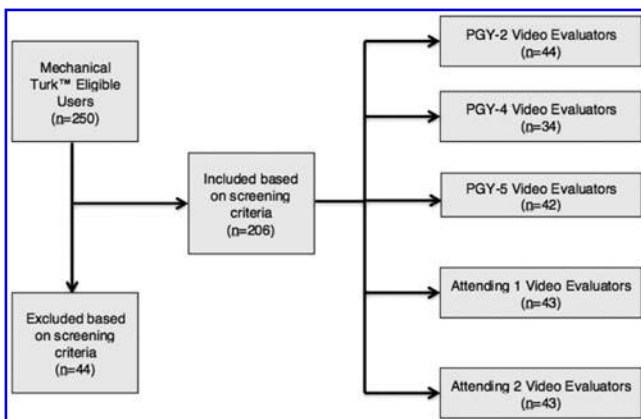 Mechanical
Turk™ Eligible
Users
(n=250)
Excluded based
on screening
criteria
(n=44)
Included based
on screening
criteria
(n=206)
PGY-2 Video Evaluators
(n=44)
PGY-4 Video Evaluators
(n=34)
PGY-5 Video Evaluators
(n=42)
Attending 1 Video Evaluators
(n=43)
Attending 2 Video Evaluators
(n=43)